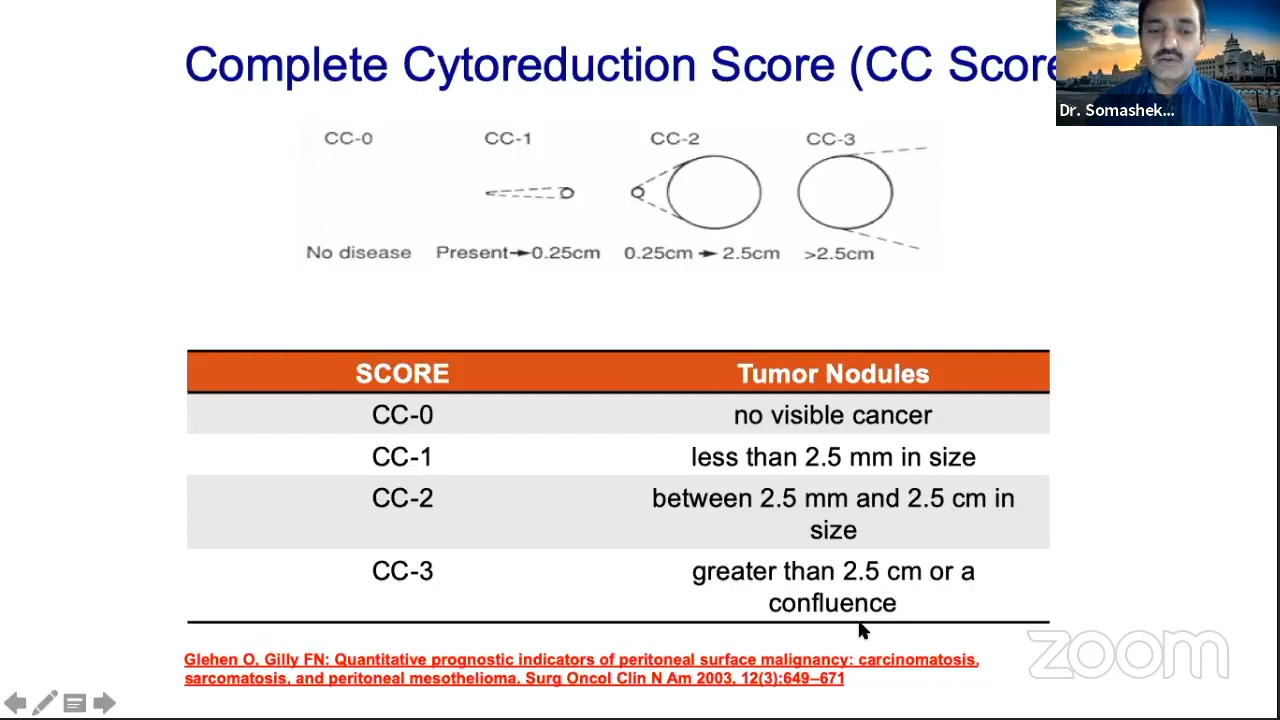 Complete Cytoreduction Score (CC Score
Dr. Somashek...
CC-0 CC-1 CC-2 CC-3
No disease Present→0.25cm 0.25cm → 2.5cm >2.5cm
SCORE Tumor Nodules
CC-0 no visible cancer
CC-1 less than 2.5 mm in size
CC-2 between 2.5 mm and 2.5 cm in
size
CC-3 greater than 2.5 cm or a
confluence
Glehen O, Gilly FN: Quantitative prognostic indicators of peritoneal surface malignancy: carcinomatosis,
sarcomatosis, and peritoneal mesothelioma. Surg Oncol Clin N Am 2003, 12(3):649–671
zoom